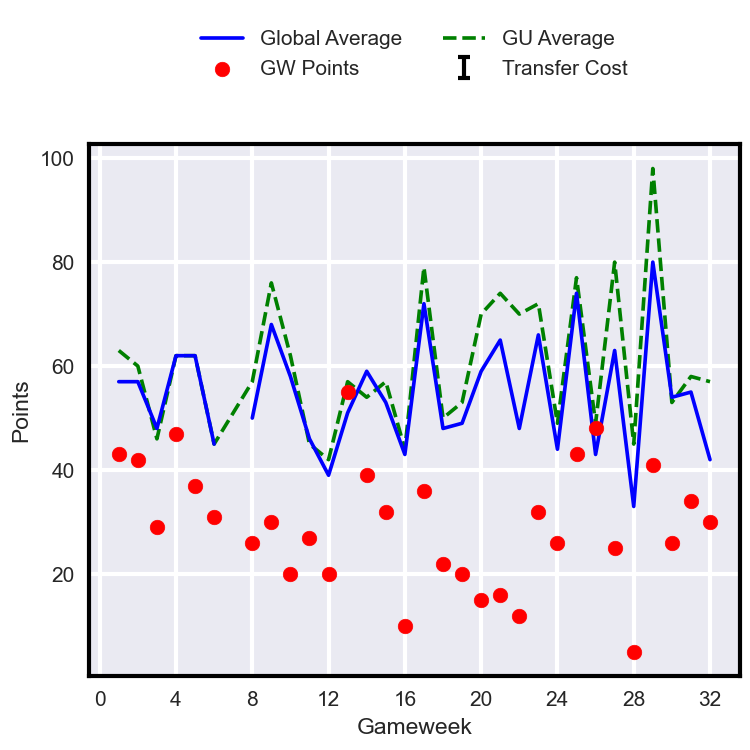 Global Average
GU Average
GW Points
Transfer Cost
100
80
60
40
20
Points
0 4 8 12 16 20 24 28 32
Gameweek